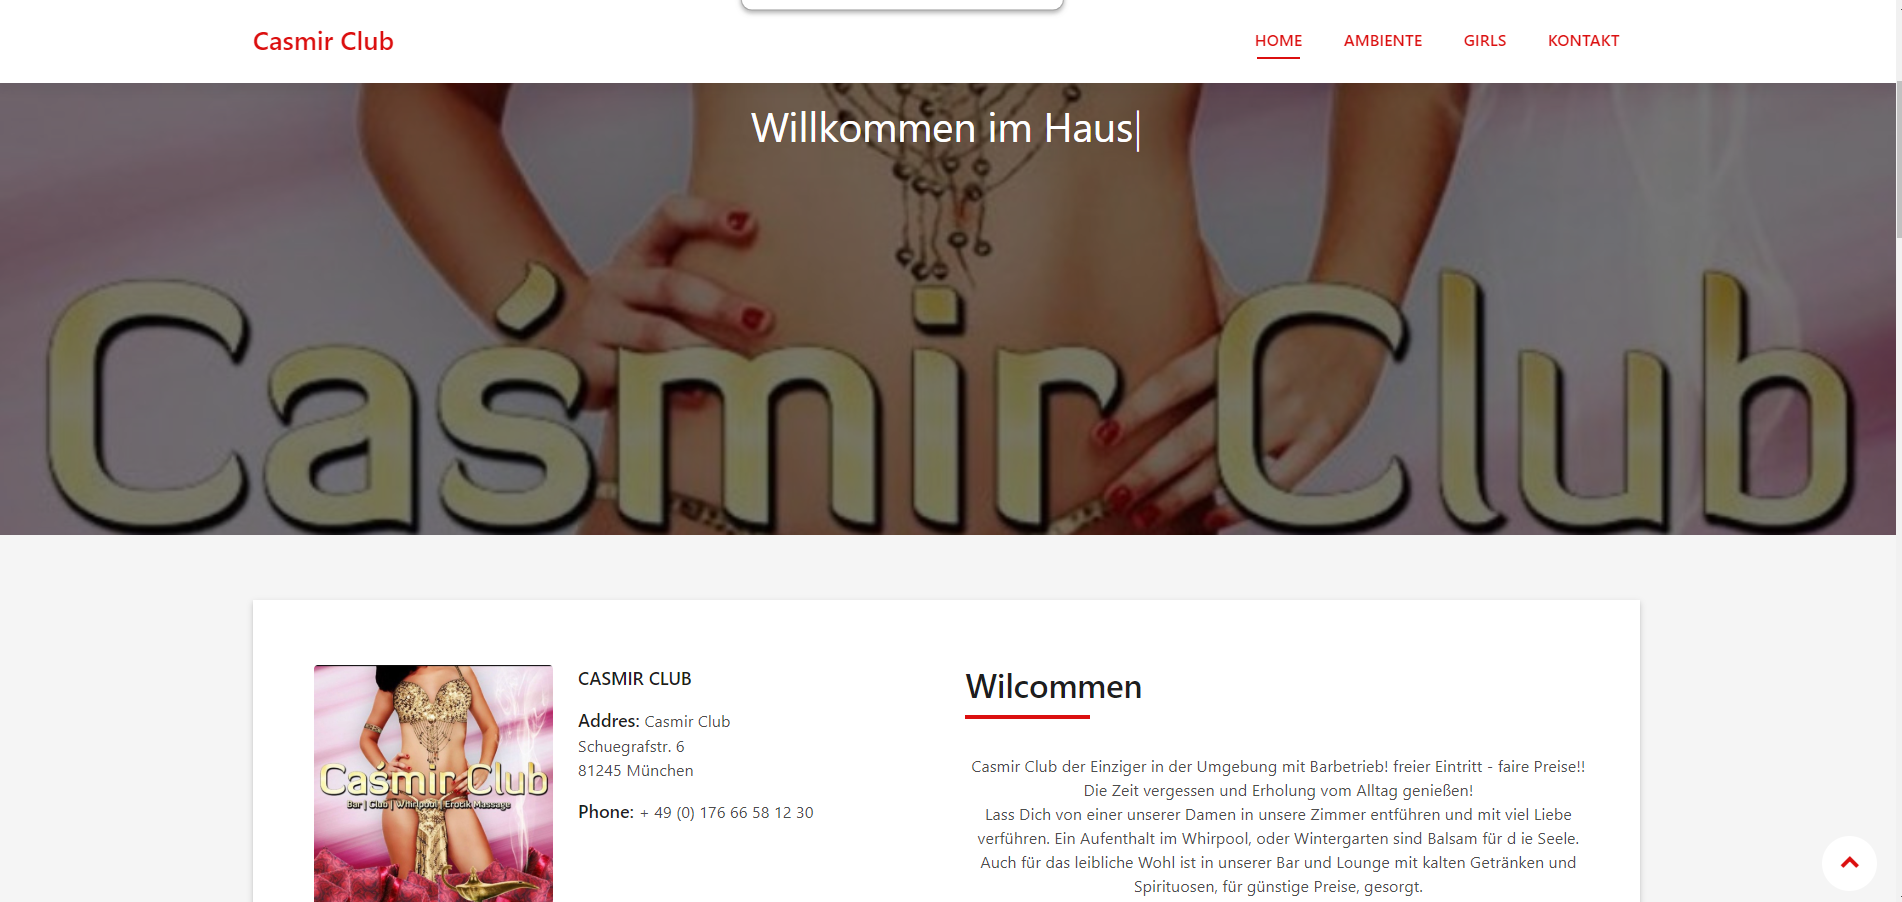 Casmir Club
HOME AMBIENTE GIRLS KONTAKT
Willkommen im Haus
Caśmir Club
CASMIR CLUB
Addres: Casmir Club
Schuegrafstr. 6
81245 München
Phone: + 49 (0) 176 66 58 12 30
Caśmir Club
Bar | Club | Whirlpool | Erotik Massage
Wilcommen
Casmir Club der Einziger in der Umgebung mit Barbetrieb! freier Eintritt - faire Preise!!
Die Zeit vergessen und Erholung vom Alltag genießen!
Lass Dich von einer unserer Damen in unsere Zimmer entführen und mit viel Liebe
verführen. Ein Aufenthalt im Whirpool, oder Wintergarten sind Balsam für d ie Seele.
Auch für das leibliche Wohl ist in unserer Bar und Lounge mit kalten Getränken und
Spirituosen, für günstige Preise, gesorgt.